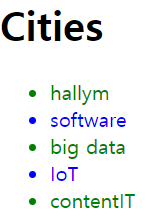 Cities
hallym
software
big data
IoT
contentIT